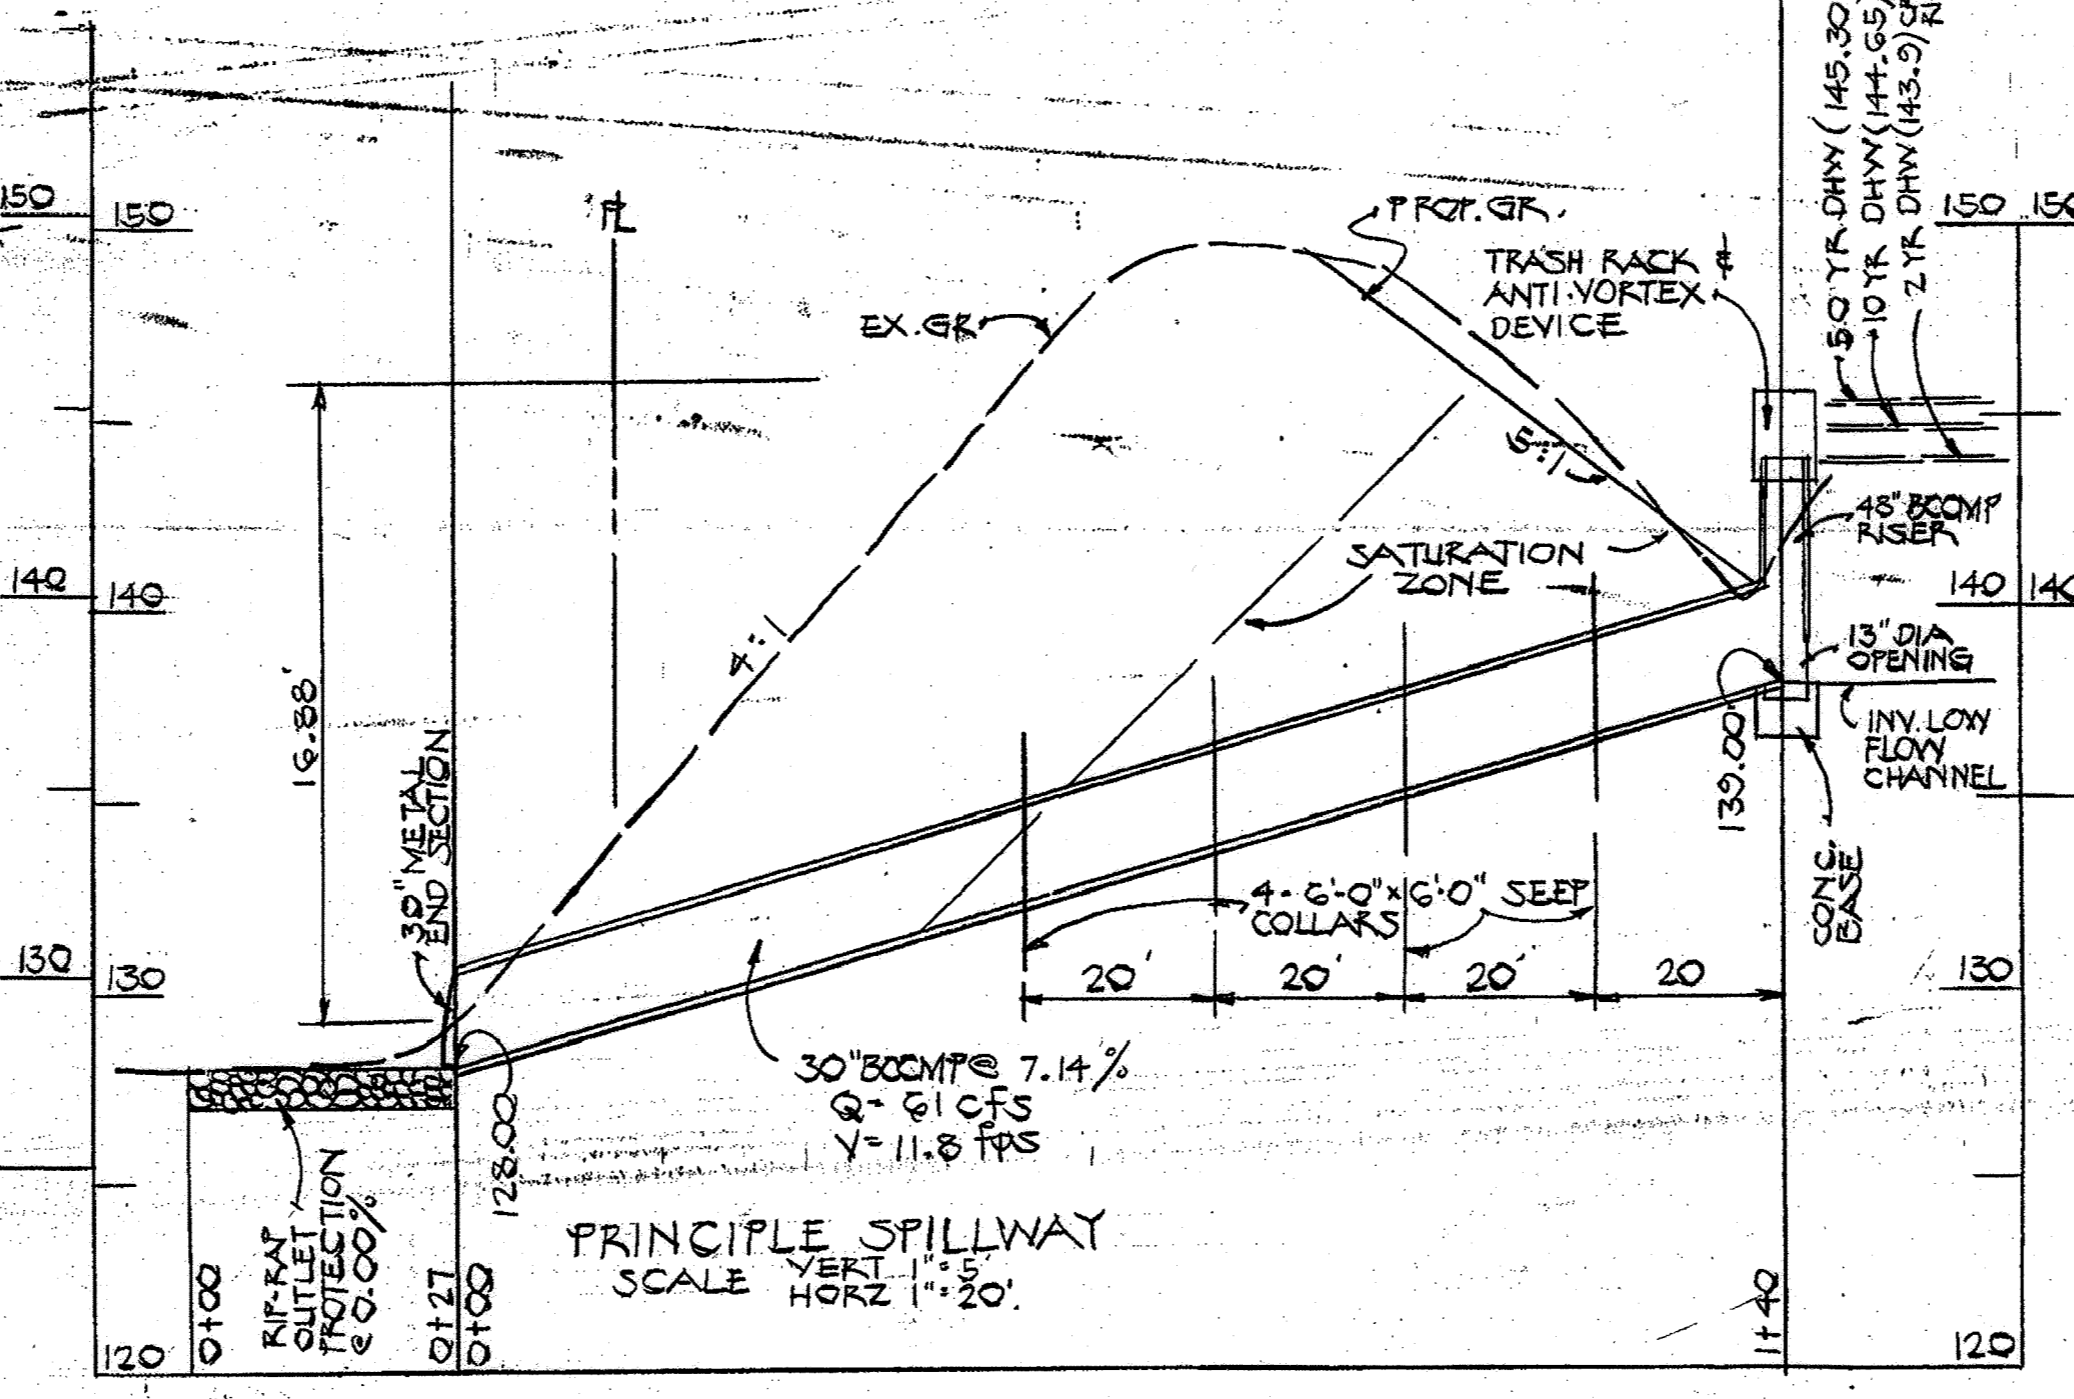 150
150
140
140
130
130
120
PL
PROP. GR.
EX. GR
TRASH RACK &
ANTI-VORTEX
DEVICE
50 YR. DHW (145.30
10 YR DHW (144.65)
2 YR DHW (143.9)
150 150
140 140
130
120
4:1
5:1
16.88'
SATURATION
ZONE
48" BCCMP
RISER
13" DIA
OPENING
139.00
INV. LOW
FLOW
CHANNEL
CONC.
BASE
30" METAL
END SECTION
4 - 6'-0" x 6'-0" SEEP
COLLARS
20'
20'
20'
20
30" BCCMP @ 7.14%
Q = 61 cfs
V = 11.8 fps
128.00
RIP-RAP
OUTLET
PROTECTION
@ 0.00%
0+00
0+27
0+00
1+40
PRINCIPLE SPILLWAY
SCALE VERT 1" = 5'
HORZ 1" = 20'.